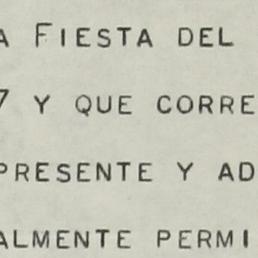 A FIESTA DEL
7 Y QUE CORRE
PRESENTE Y AD
ALMENTE PERMI